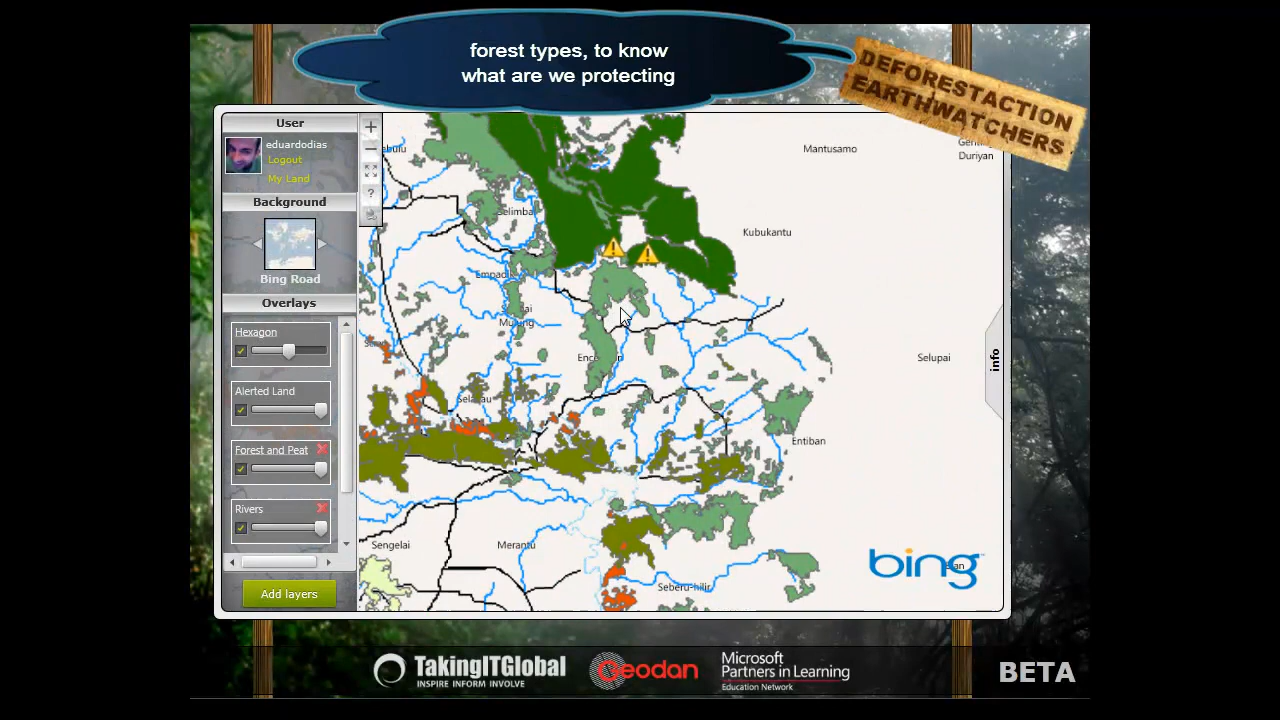 forest types, to know
what are we protecting
DEFORESTACTION
EARTHWATCHERS
User
eduardodias
Logout
My Land
Background
Bing Road
Overlays
Hexagon
Alerted Land
Forest and Peat
Rivers
Add layers
+
−
?
Mantusamo
Duriyan
Kubukantu
Selimba
Empadi
Selupai
Entiban
Sengelai
Merantu
Seberu-hilir
info
bing
TakingITGlobal
INSPIRE INFORM INVOLVE
Geodan
Microsoft
Partners in Learning
Education Network
BETA